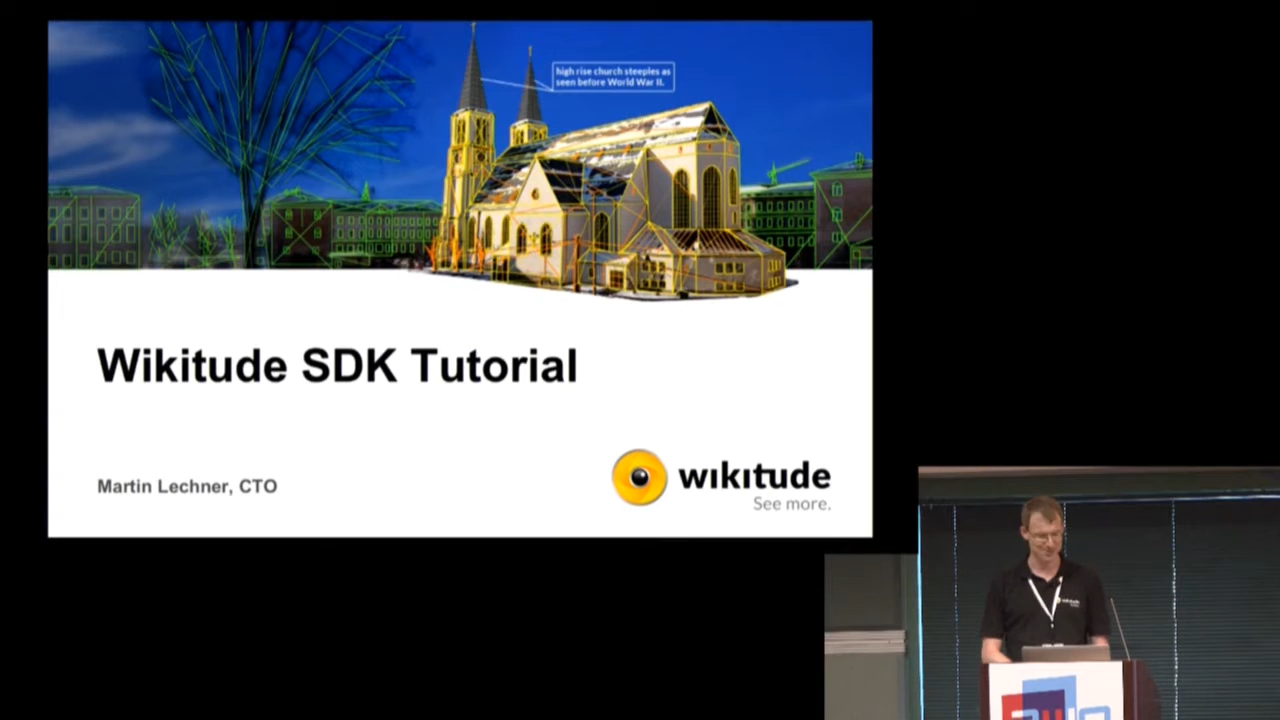 high rise church steeples as
seen before World War II.
Wikitude SDK Tutorial
Martin Lechner, CTO
wikitude
See more.